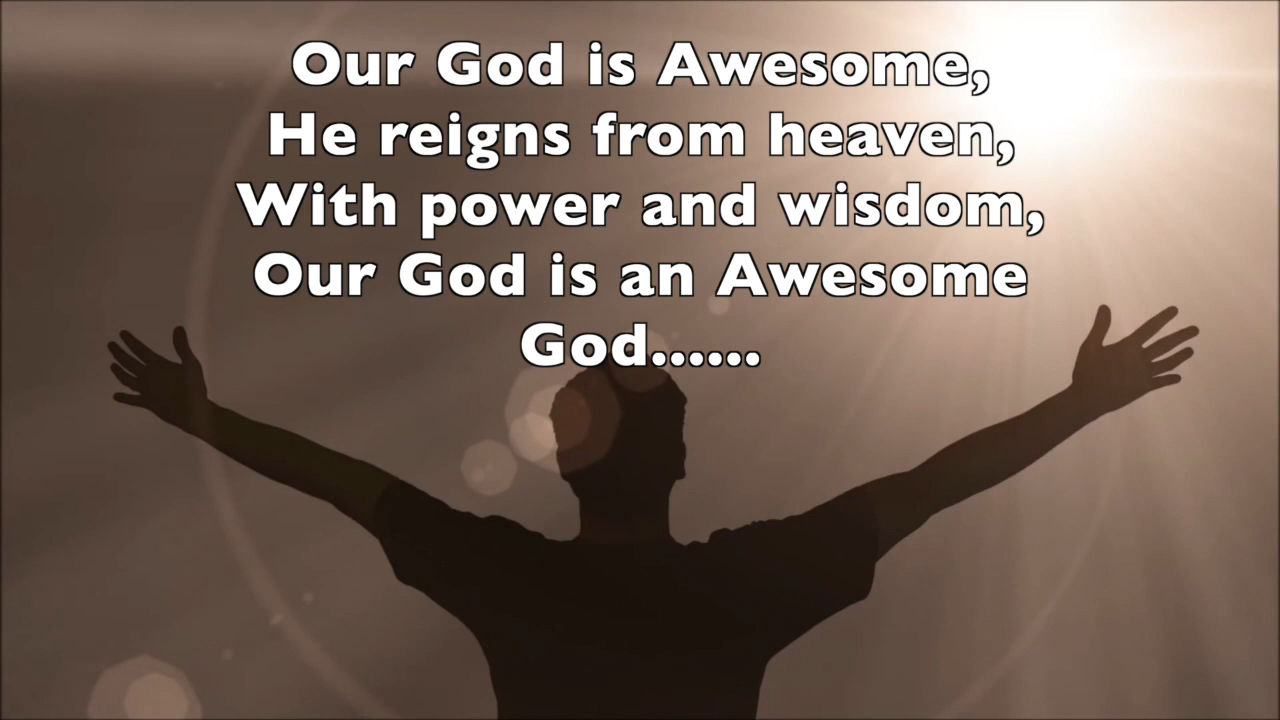 Our God is Awesome,
He reigns from heaven,
With power and wisdom,
Our God is an Awesome
God......